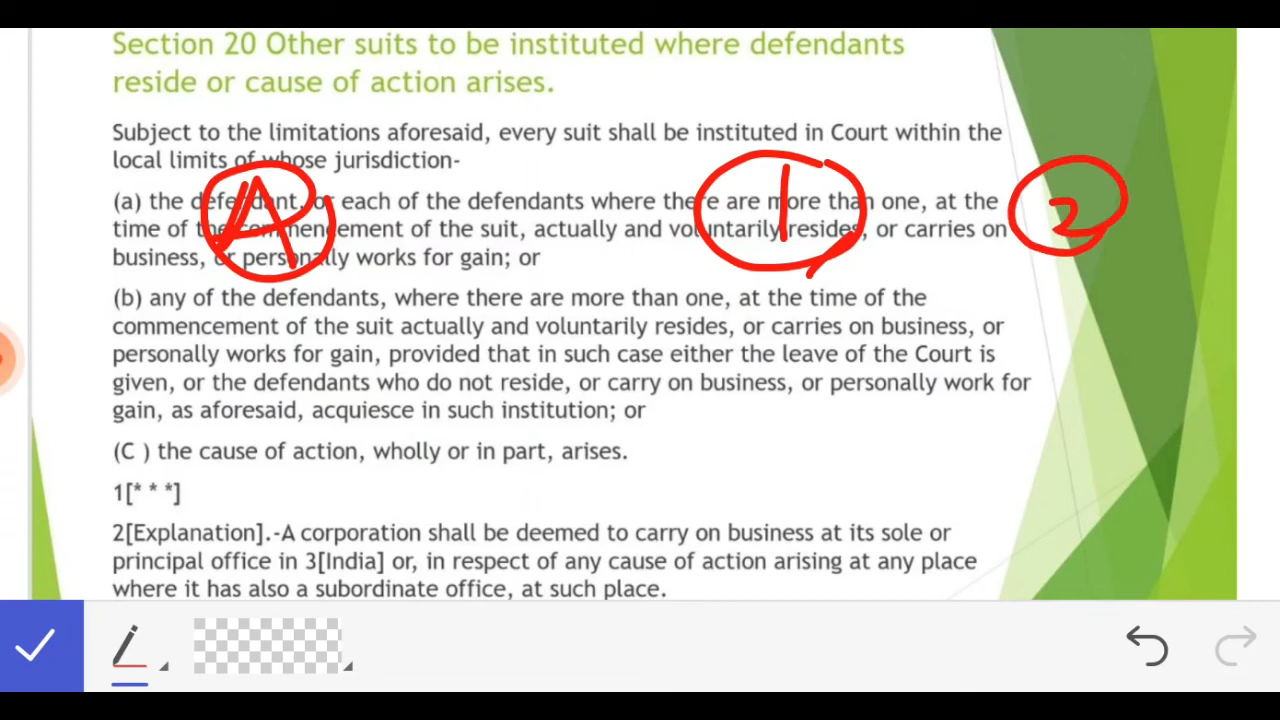 Section 20 Other suits to be instituted where defendants
reside or cause of action arises.
Subject to the limitations aforesaid, every suit shall be instituted in Court within the
local limits of whose jurisdiction-
(a) the defendant, or each of the defendants where there are more than one, at the
time of the commencement of the suit, actually and voluntarily resides, or carries on
business, or personally works for gain; or
(b) any of the defendants, where there are more than one, at the time of the
commencement of the suit actually and voluntarily resides, or carries on business, or
personally works for gain, provided that in such case either the leave of the Court is
given, or the defendants who do not reside, or carry on business, or personally work for
gain, as aforesaid, acquiesce in such institution; or
(C ) the cause of action, wholly or in part, arises.
1[* * *]
2[Explanation].-A corporation shall be deemed to carry on business at its sole or
principal office in 3[India] or, in respect of any cause of action arising at any place
where it has also a subordinate office, at such place.
A
1
2